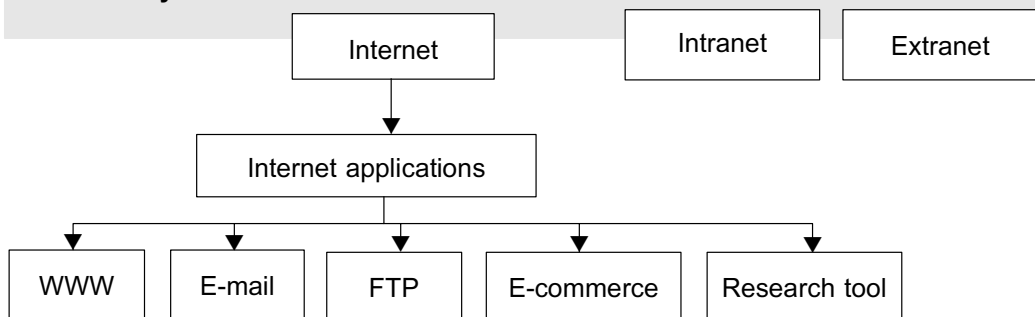 Internet Intranet Extranet
Internet applications
WWW E-mail FTP E-commerce Research tool